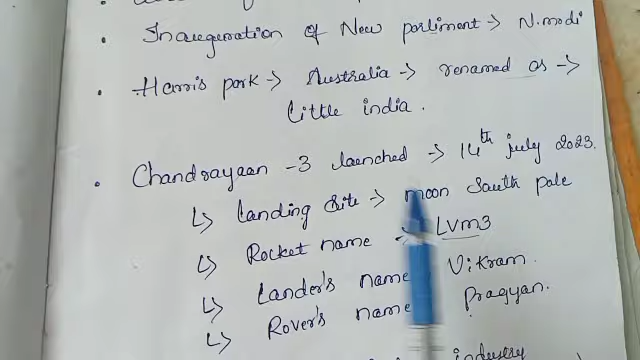 • Inauguration of New parliment → N.modi
• Harris park → Australia → renamed as →
Little india.
• Chandrayaan -3 launched → 14th july 2023.
↳ Landing site → moon south pole
↳ Rocket name → LVM3
↳ Lander's name Vikram.
↳ Rover's name Pragyan.
industry